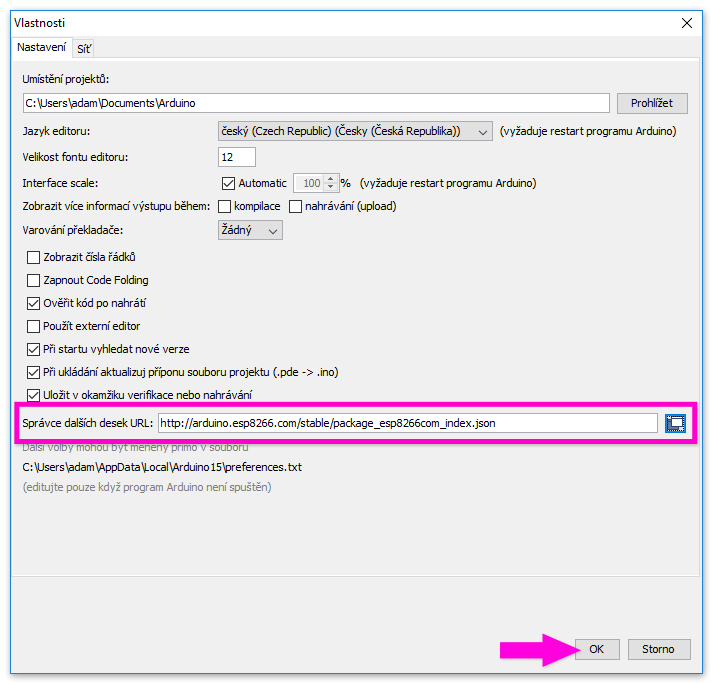 Vlastnosti
Nastavení Síť
Umístění projektů:
C:\Users\adam\Documents\Arduino Prohlížet
Jazyk editoru: český (Czech Republic) (Česky (Česká Republika)) (vyžaduje restart programu Arduino)
Velikost fontu editoru: 12
Interface scale: Automatic 100 % (vyžaduje restart programu Arduino)
Zobrazit více informací výstupu během: kompilace nahrávání (upload)
Varování překladače: Žádný
Zobrazit čísla řádků
Zapnout Code Folding
Ověřit kód po nahrátí
Použít externí editor
Při startu vyhledat nové verze
Při ukládání aktualizuj příponu souboru projektu (.pde -> .ino)
Uložit v okamžiku verifikace nebo nahrávání
Správce dalších desek URL: http://arduino.esp8266.com/stable/package_esp8266com_index.json
Další volby mohou být měněny přímo v souboru
C:\Users\adam\AppData\Local\Arduino15\preferences.txt
(editujte pouze když program Arduino není spuštěn)
OK Storno